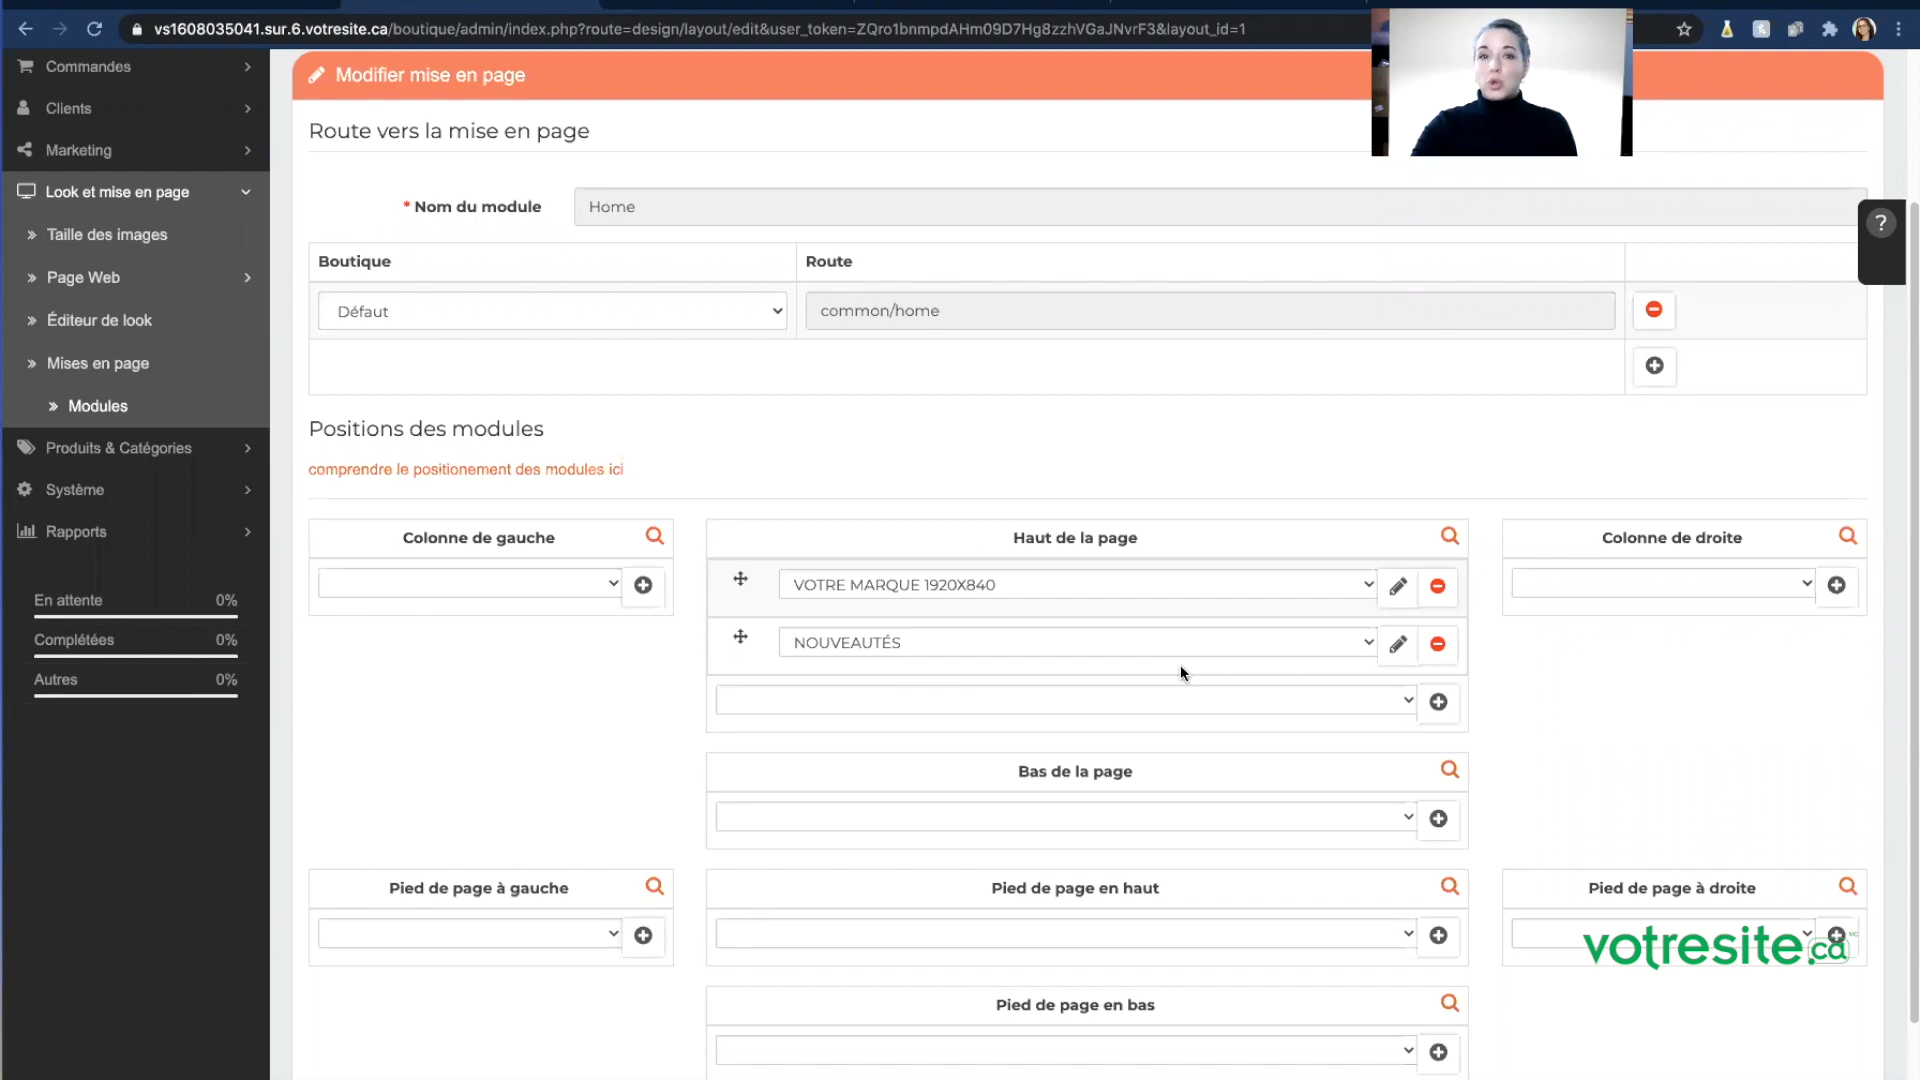 vs1608035041.sur.6.votresite.ca/boutique/admin/index.php?route=design/layout/edit&user_token=ZQro1bnmpdAHm09D7Hg8zzhVGaJNvrF3&layout_id=1
Commandes
Clients
Marketing
Look et mise en page
Taille des images
Page Web
Éditeur de look
Mises en page
Modules
Produits & Catégories
Système
Rapports
En attente 0%
Complétées 0%
Autres 0%
Modifier mise en page
Route vers la mise en page
* Nom du module Home
Boutique Route
Défaut common/home
?
Positions des modules
comprendre le positionement des modules ici
Colonne de gauche
Haut de la page
VOTRE MARQUE 1920X840
NOUVEAUTÉS
Colonne de droite
Bas de la page
Pied de page à gauche
Pied de page en haut
Pied de page à droite
votresite.ca MC
Pied de page en bas